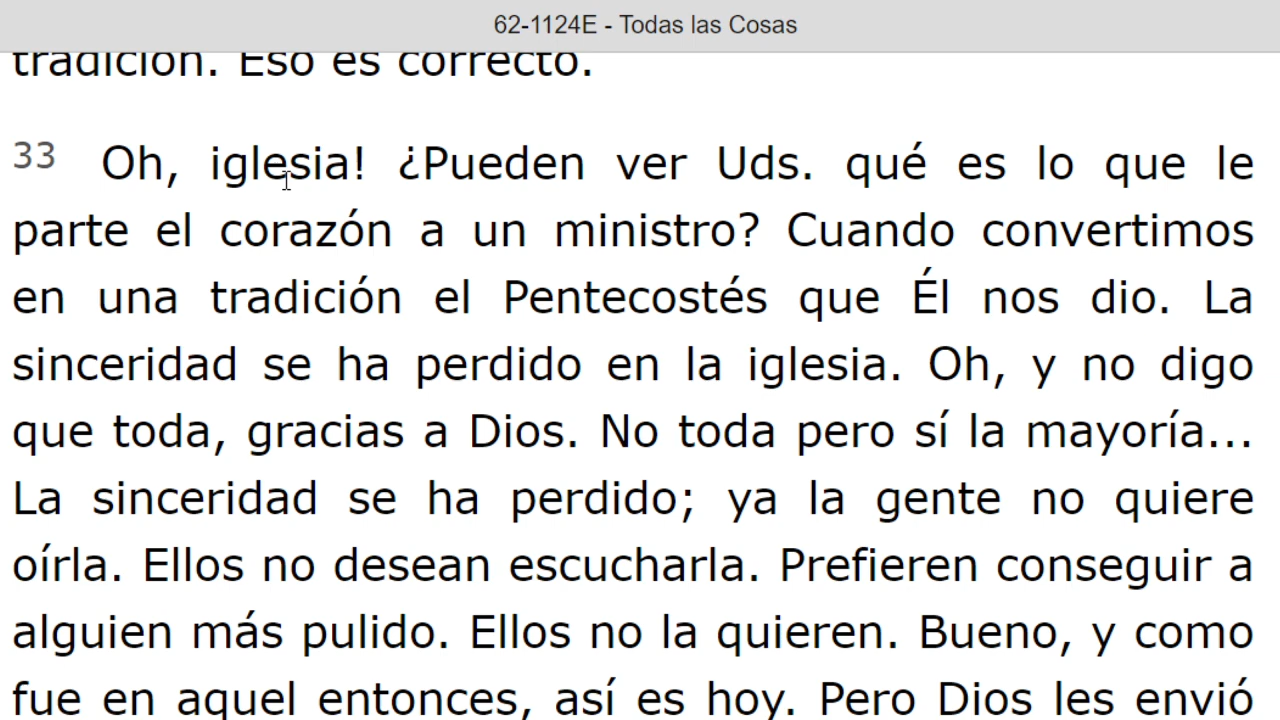 62-1124E - Todas las Cosas
tradición. Eso es correcto.
33 Oh, iglesia! ¿Pueden ver Uds. qué es lo que le
parte el corazón a un ministro? Cuando convertimos
en una tradición el Pentecostés que Él nos dio. La
sinceridad se ha perdido en la iglesia. Oh, y no digo
que toda, gracias a Dios. No toda pero sí la mayoría...
La sinceridad se ha perdido; ya la gente no quiere
oírla. Ellos no desean escucharla. Prefieren conseguir a
alguien más pulido. Ellos no la quieren. Bueno, y como
fue en aquel entonces, así es hoy. Pero Dios les envió